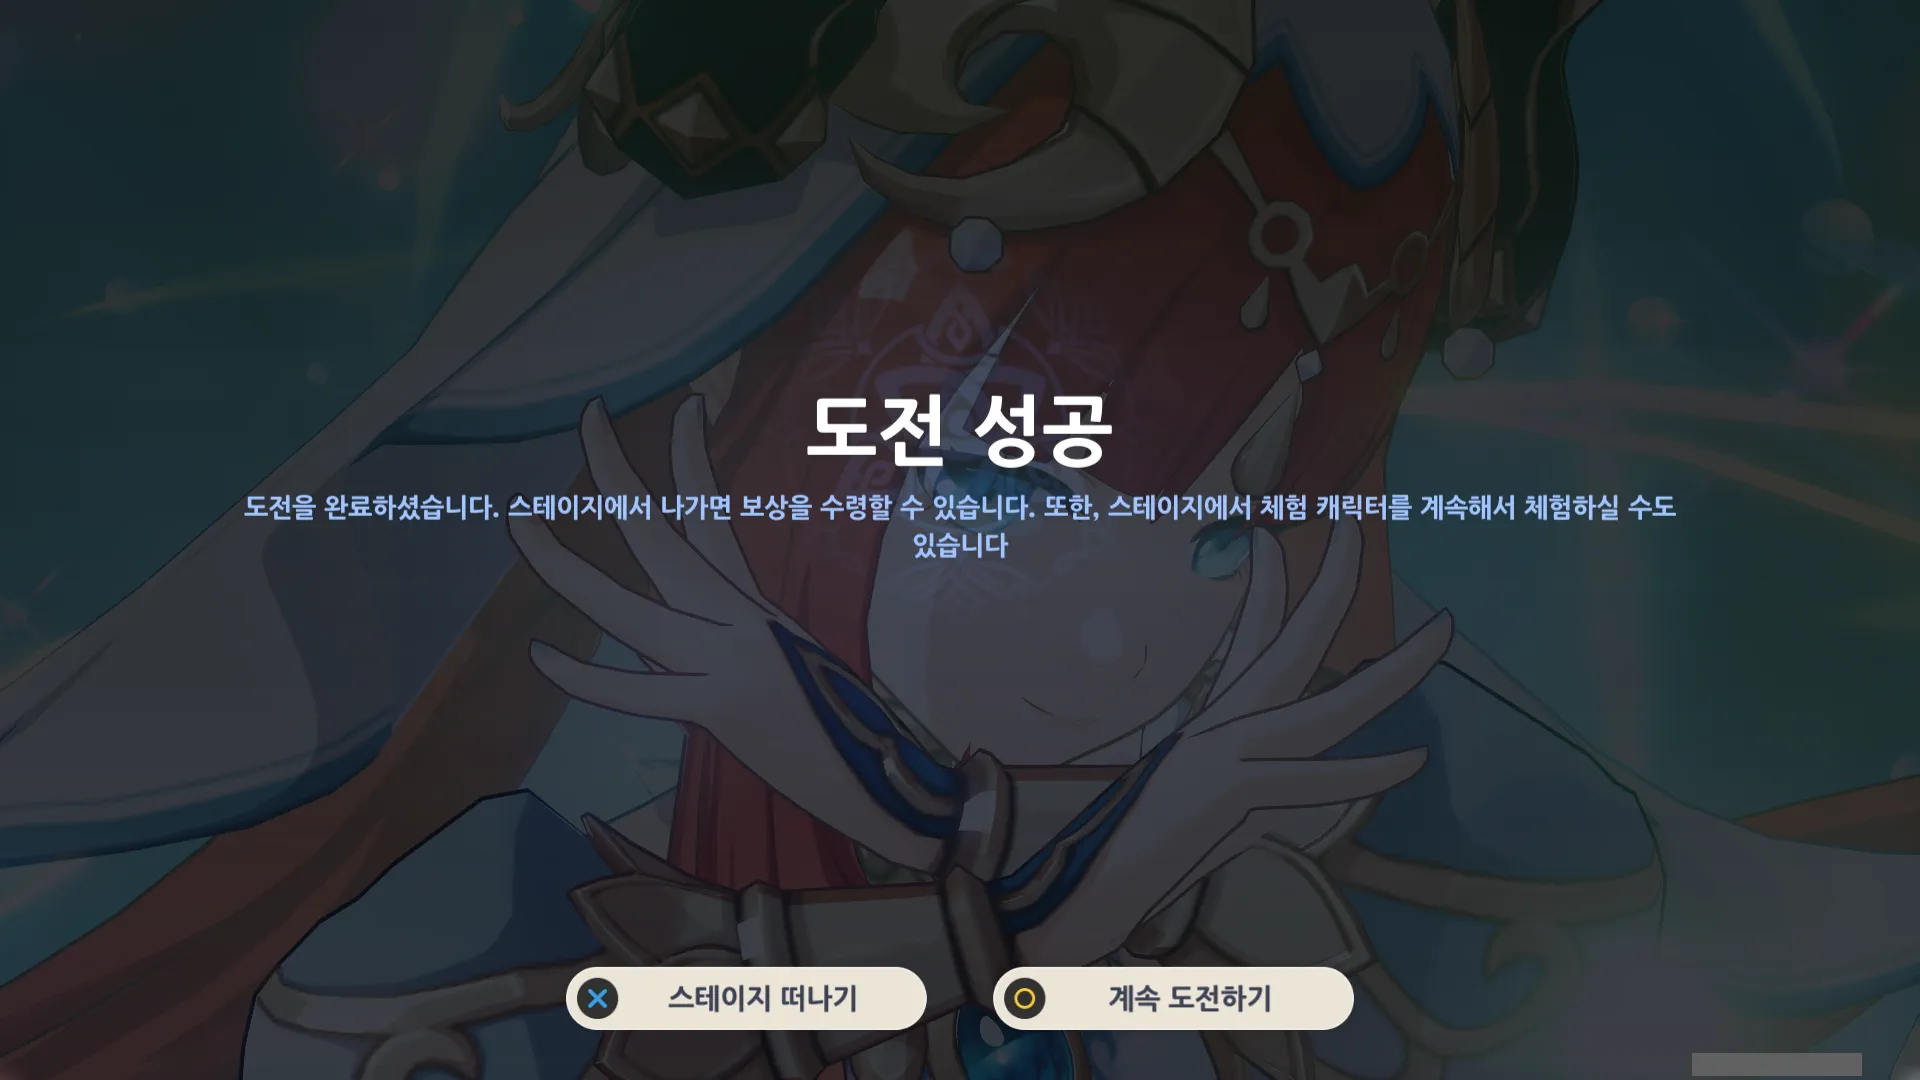 도전 성공
도전을 완료하셨습니다. 스테이지에서 나가면 보상을 수령할 수 있습니다. 또한, 스테이지에서 체험 캐릭터를 계속해서 체험하실 수도
있습니다
스테이지 떠나기
계속 도전하기